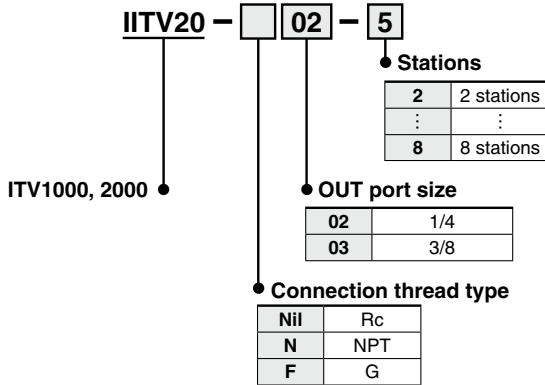 IITV20 – 02 – 5
Stations
2 2 stations
⋮ ⋮
8 8 stations
ITV1000, 2000
OUT port size
02 1/4
03 3/8
Connection thread type
Nil Rc
N NPT
F G